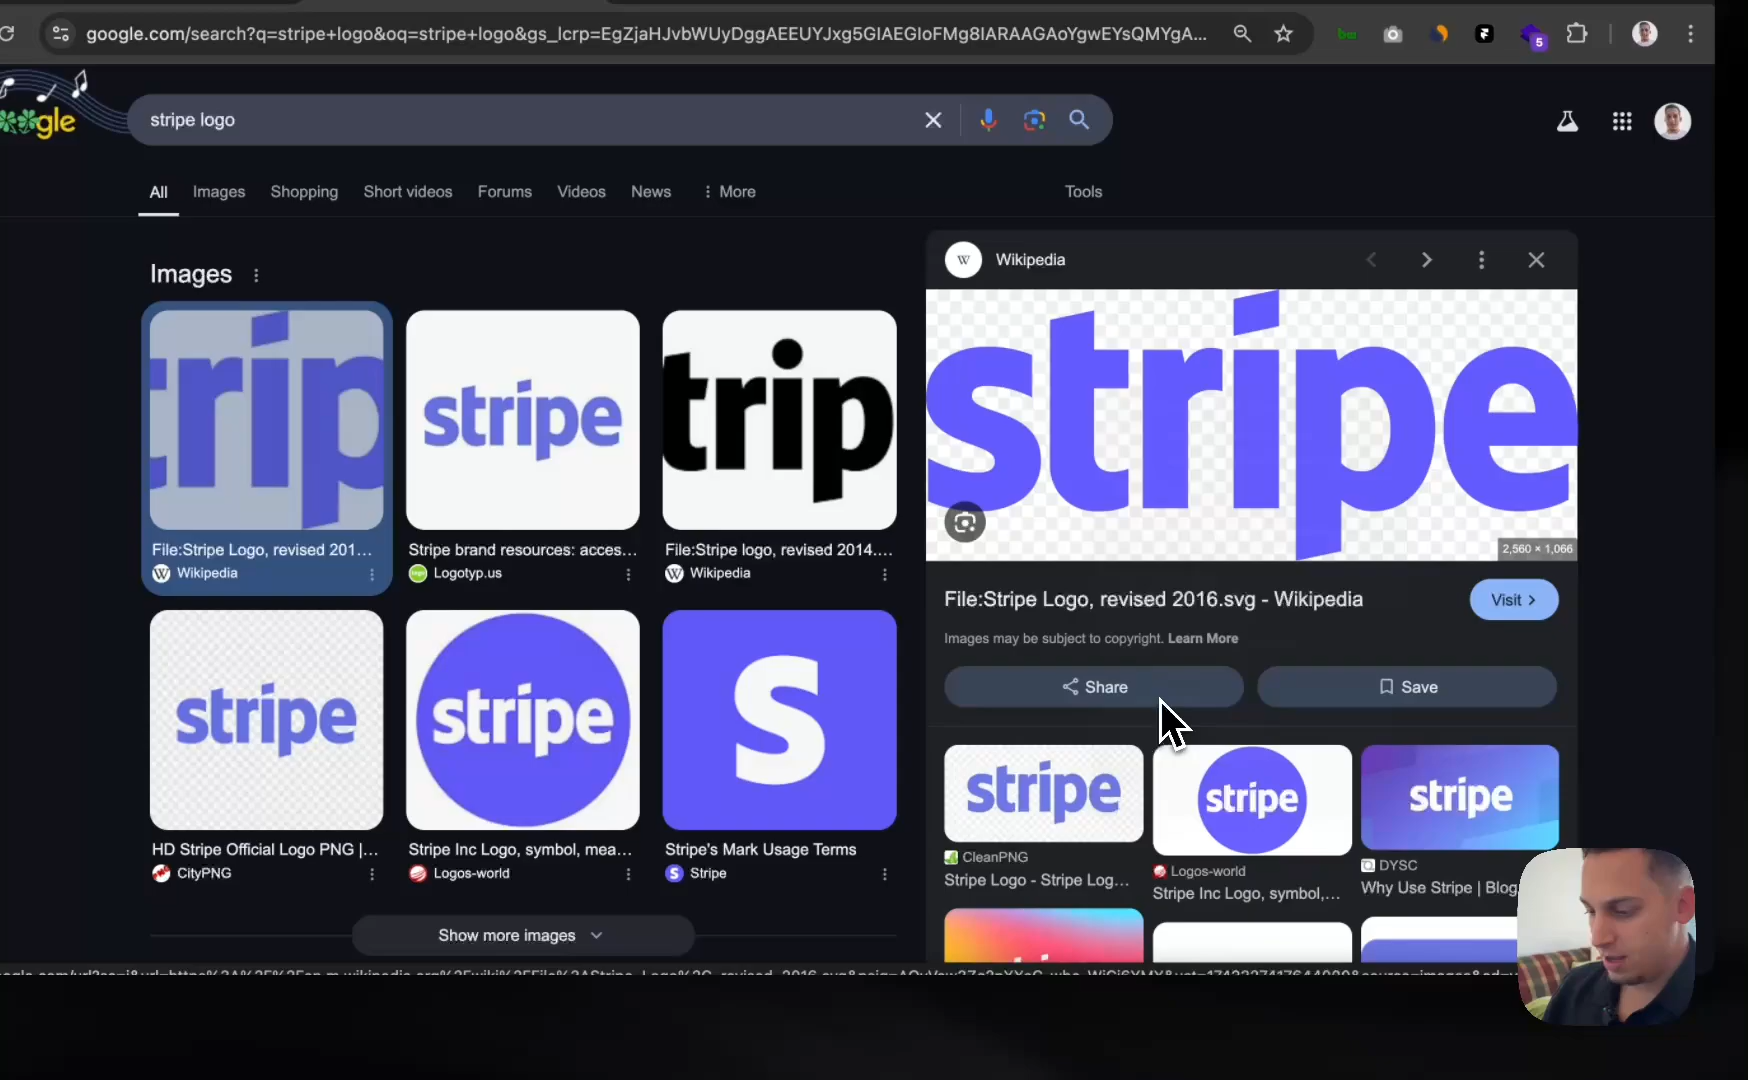 google.com/search?q=stripe+logo&oq=stripe+logo&gs_lcrp=EgZjaHJvbWUyDggAEEUYJxg5GIAEGIoFMg8IARAAGAoYgwEYsQMYgA...
5
gle
stripe logo
All Images Shopping Short videos Forums Videos News More Tools
Images
Wikipedia
stripe
trip
stripe
trip
2,560 × 1,066
File:Stripe Logo, revised 201...
Wikipedia
Stripe brand resources: acces...
Logotyp.us
File:Stripe logo, revised 2014....
Wikipedia
File:Stripe Logo, revised 2016.svg - Wikipedia
Visit
Images may be subject to copyright. Learn More
Share
Save
stripe
stripe
S
HD Stripe Official Logo PNG |...
CityPNG
Stripe Inc Logo, symbol, mea...
Logos-world
Stripe's Mark Usage Terms
Stripe
stripe
stripe
stripe
CleanPNG
Stripe Logo - Stripe Log...
Logos-world
Stripe Inc Logo, symbol,...
DYSC
Why Use Stripe | Blog
Show more images